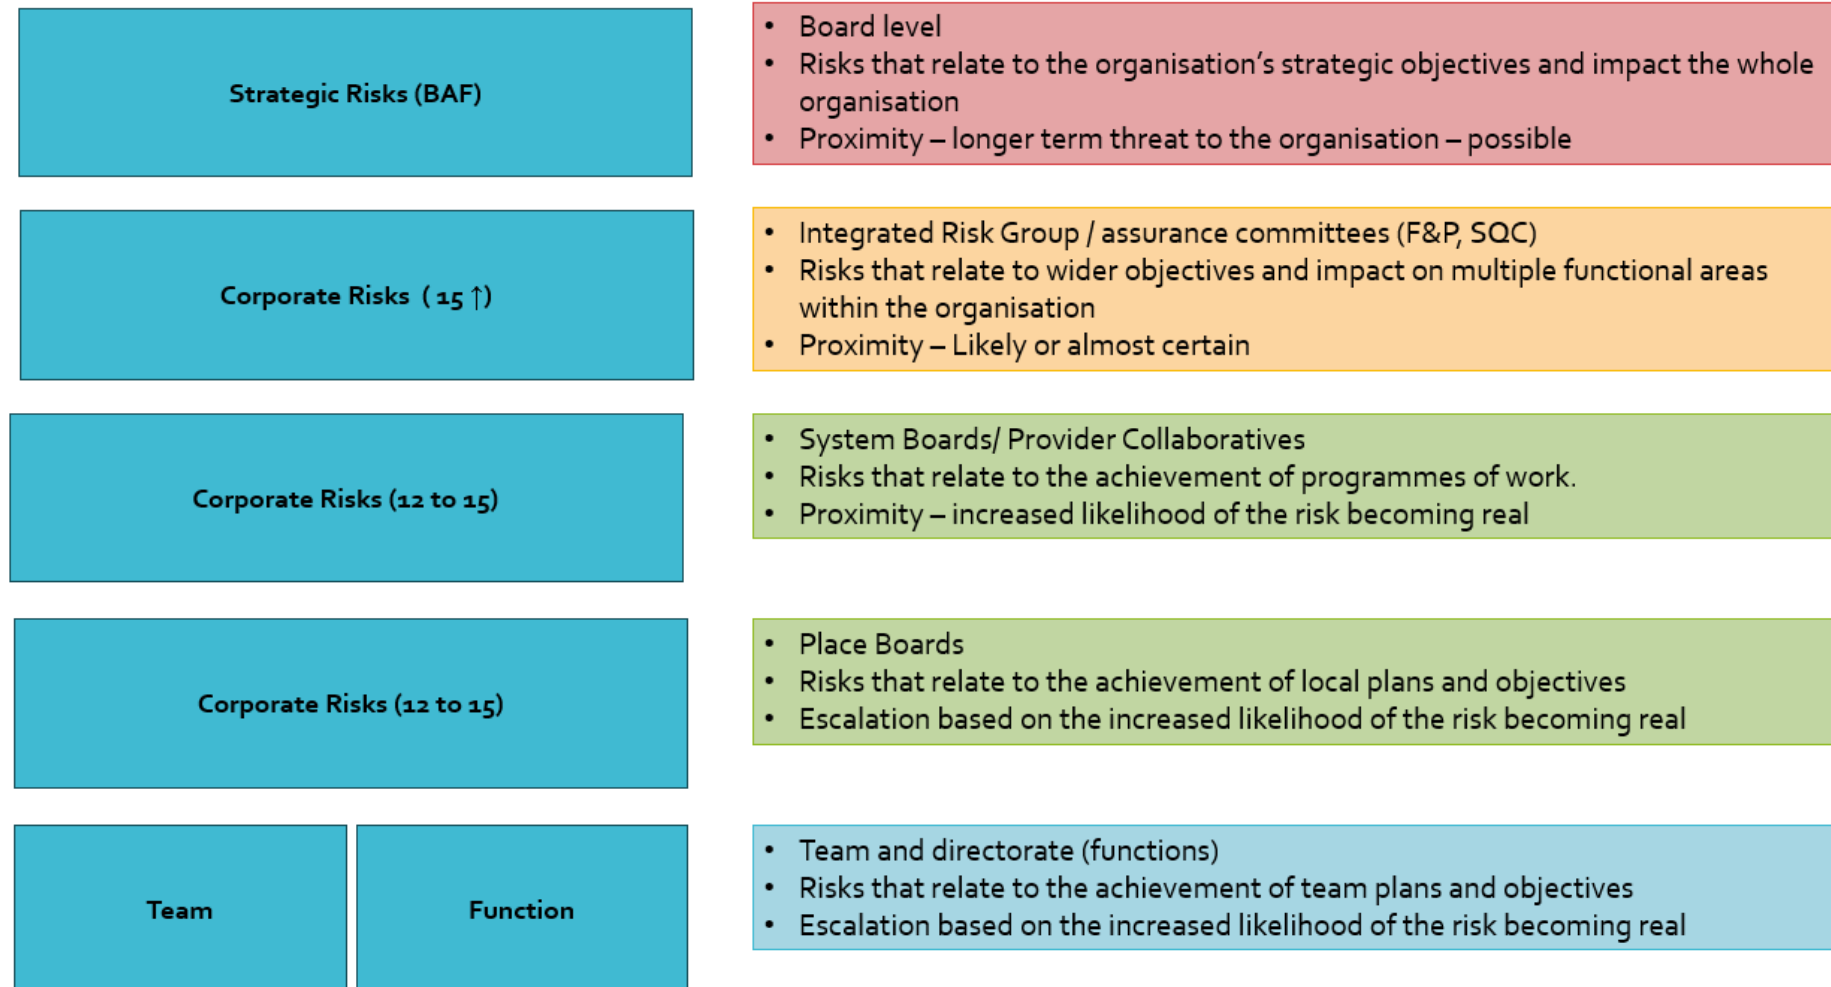 Strategic Risks (BAF)
• Board level
• Risks that relate to the organisation’s strategic objectives and impact the whole
organisation
• Proximity – longer term threat to the organisation – possible
Corporate Risks ( 15 ↑)
• Integrated Risk Group / assurance committees (F&P, SQC)
• Risks that relate to wider objectives and impact on multiple functional areas
within the organisation
• Proximity – Likely or almost certain
Corporate Risks (12 to 15)
• System Boards/ Provider Collaboratives
• Risks that relate to the achievement of programmes of work.
• Proximity – increased likelihood of the risk becoming real
Corporate Risks (12 to 15)
• Place Boards
• Risks that relate to the achievement of local plans and objectives
• Escalation based on the increased likelihood of the risk becoming real
Team
Function
• Team and directorate (functions)
• Risks that relate to the achievement of team plans and objectives
• Escalation based on the increased likelihood of the risk becoming real